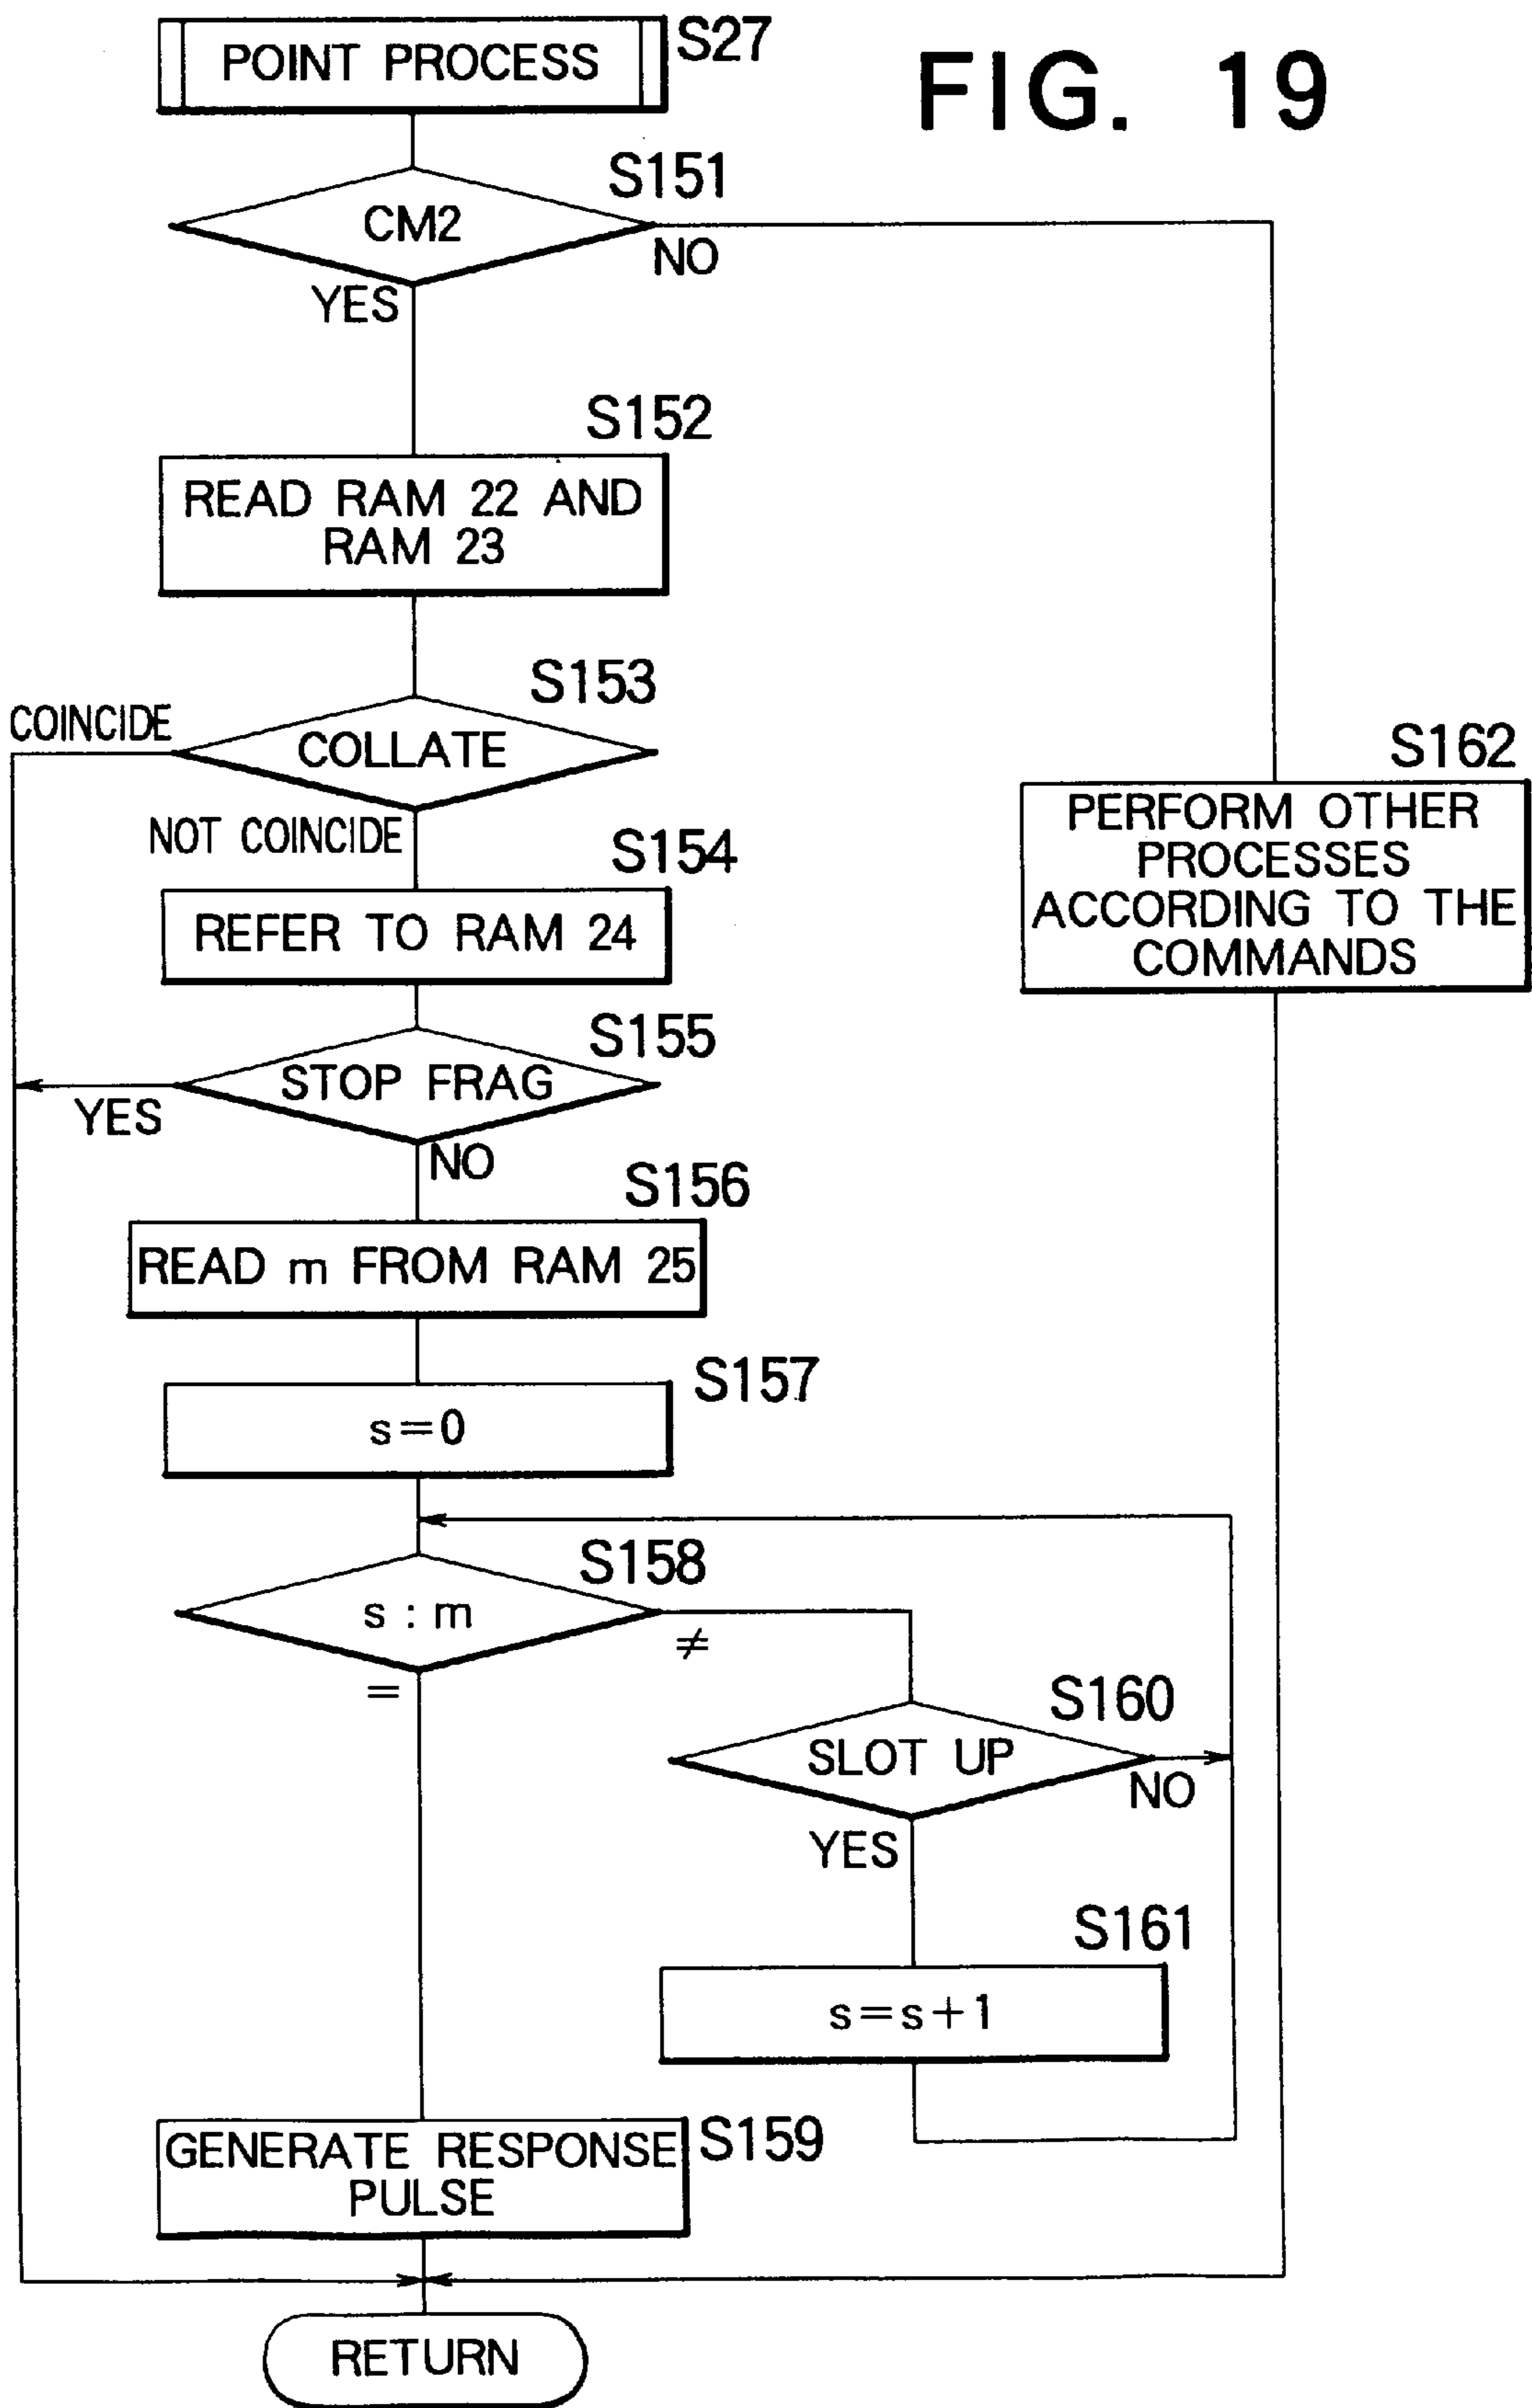 POINT PROCESS
S27
FIG. 19
S151
CM2
NO
YES
S152
READ RAM 22 AND
RAM 23
S153
COINCIDE
COLLATE
NOT COINCIDE
S154
REFER TO RAM 24
S155
STOP FRAG
YES
NO
S156
READ m FROM RAM 25
S157
s=0
S158
s : m
≠
=
S160
SLOT UP
NO
YES
S161
s=s+1
S162
PERFORM OTHER
PROCESSES
ACCORDING TO THE
COMMANDS
S159
GENERATE RESPONSE
PULSE
RETURN